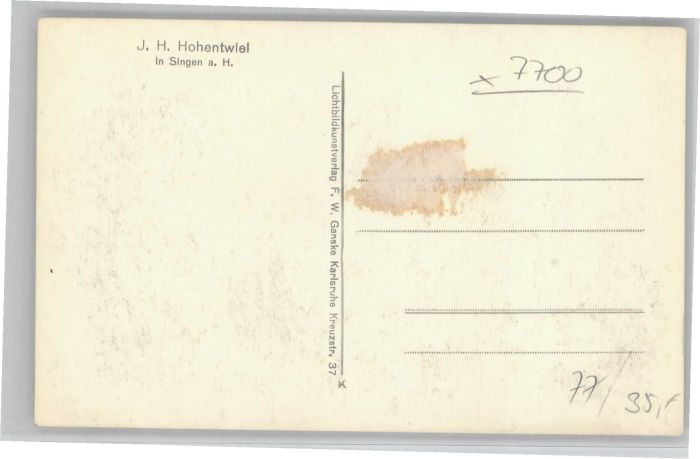 J. H. Hohentwiel
in Singen a. H.
x 7700
Lichtbildkunstverlag F. W. Ganske Karlsruhe Kreuzstr. 37
K
77/35,-